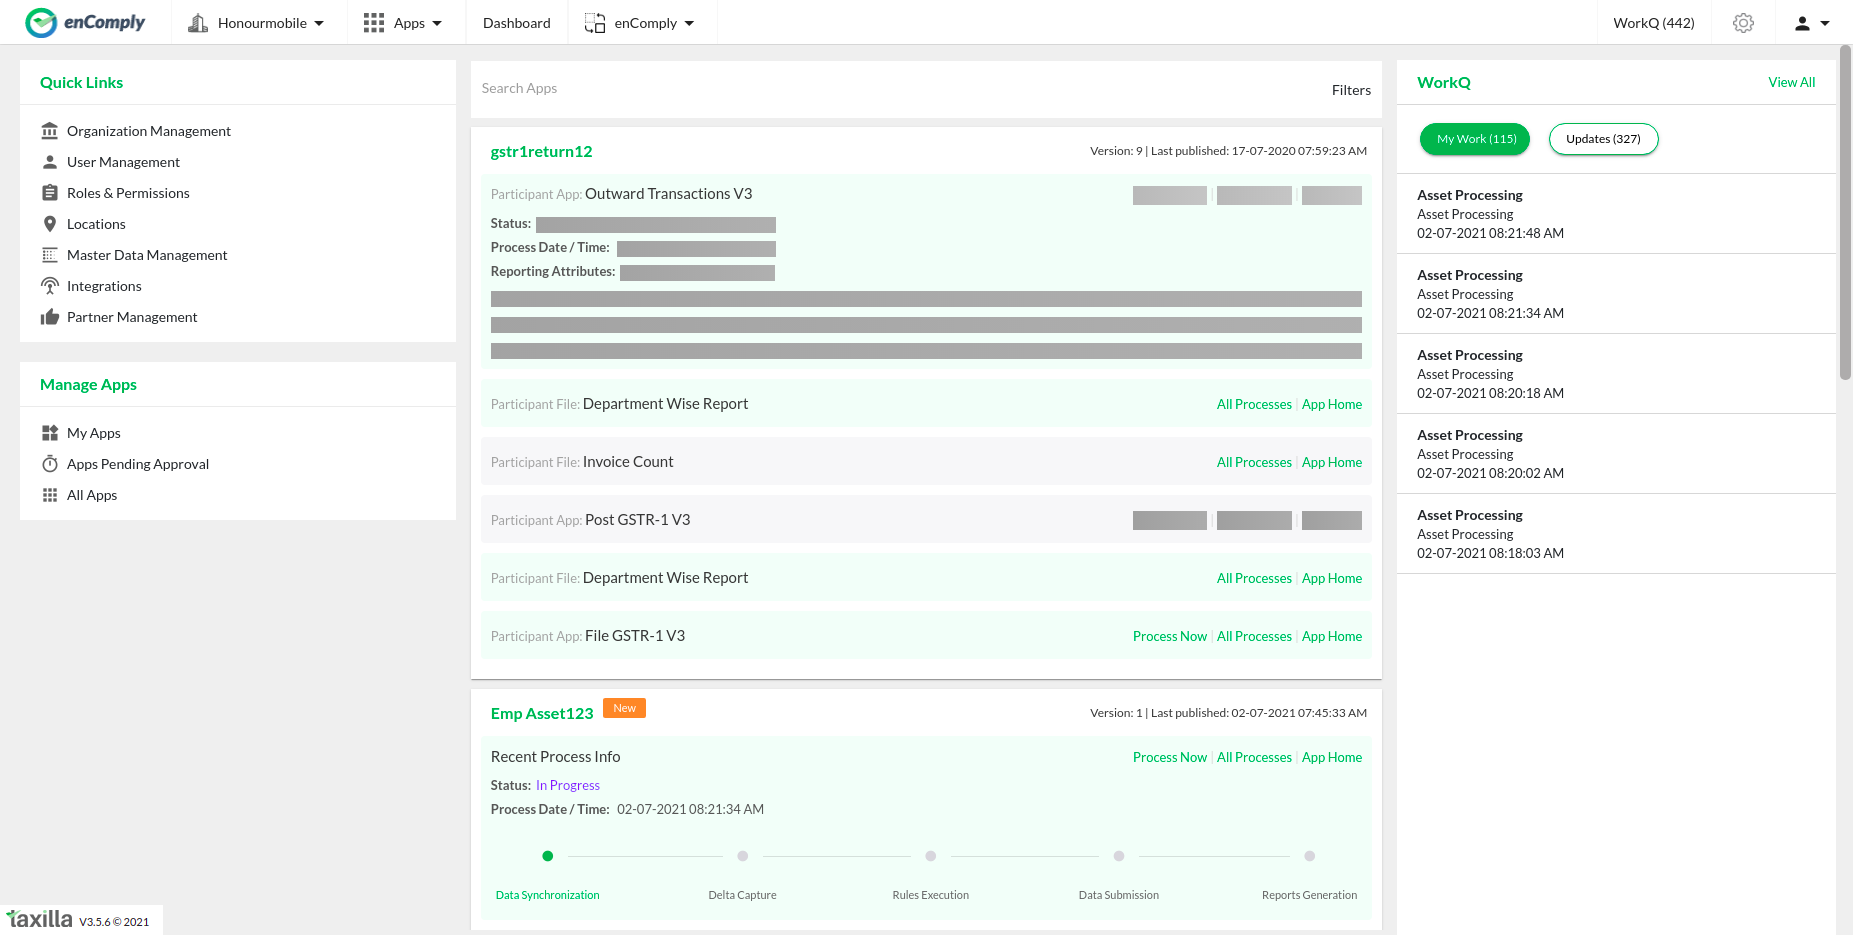 enComply
Honourmobile
Apps
Dashboard
enComply
WorkQ (442)
Quick Links
Organization Management
User Management
Roles & Permissions
Locations
Master Data Management
Integrations
Partner Management
Manage Apps
My Apps
Apps Pending Approval
All Apps
Search Apps
Filters
gstr1return12
Version: 9 | Last published: 17-07-2020 07:59:23 AM
Participant App: Outward Transactions V3
Status:
Process Date / Time:
Reporting Attributes:
Participant File: Department Wise Report
All Processes | App Home
Participant File: Invoice Count
All Processes | App Home
Participant App: Post GSTR-1 V3
Participant File: Department Wise Report
All Processes | App Home
Participant App: File GSTR-1 V3
Process Now | All Processes | App Home
Emp Asset123 New
Version: 1 | Last published: 02-07-2021 07:45:33 AM
Recent Process Info
Process Now | All Processes | App Home
Status: In Progress
Process Date / Time: 02-07-2021 08:21:34 AM
Data Synchronization
Delta Capture
Rules Execution
Data Submission
Reports Generation
WorkQ
View All
My Work (115)
Updates (327)
Asset Processing
Asset Processing
02-07-2021 08:21:48 AM
Asset Processing
Asset Processing
02-07-2021 08:21:34 AM
Asset Processing
Asset Processing
02-07-2021 08:20:18 AM
Asset Processing
Asset Processing
02-07-2021 08:20:02 AM
Asset Processing
Asset Processing
02-07-2021 08:18:03 AM
taxilla V3.5.6 © 2021